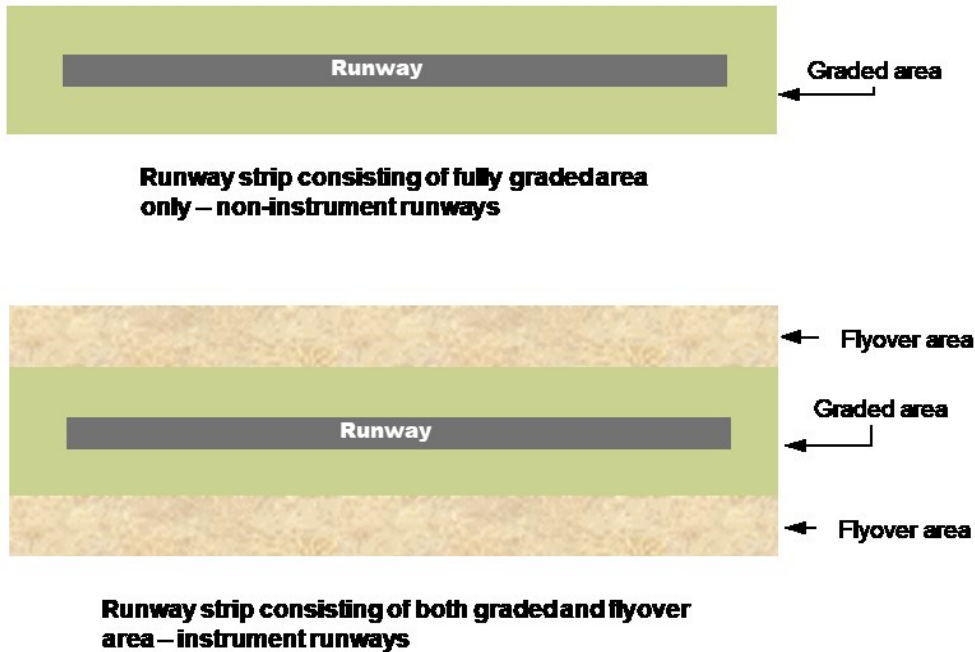 Runway
Graded area
Runway strip consisting of fully graded area
only – non-instrument runways
Flyover area
Graded area
Runway
Flyover area
Runway strip consisting of both graded and flyover
area – instrument runways